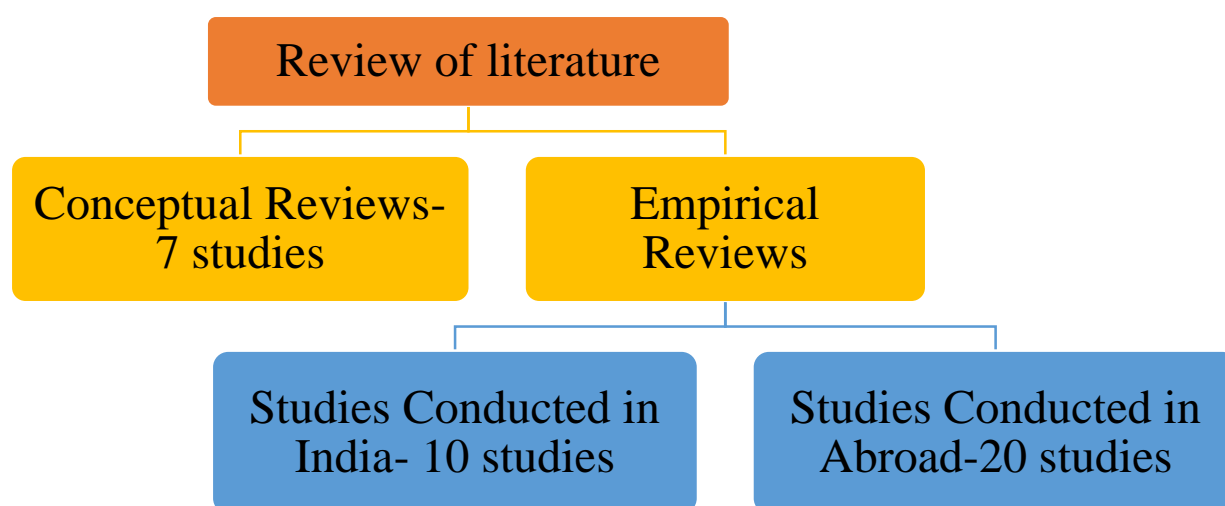 Review of literature
Conceptual Reviews-
7 studies
Empirical
Reviews
Studies Conducted in
India- 10 studies
Studies Conducted in
Abroad-20 studies